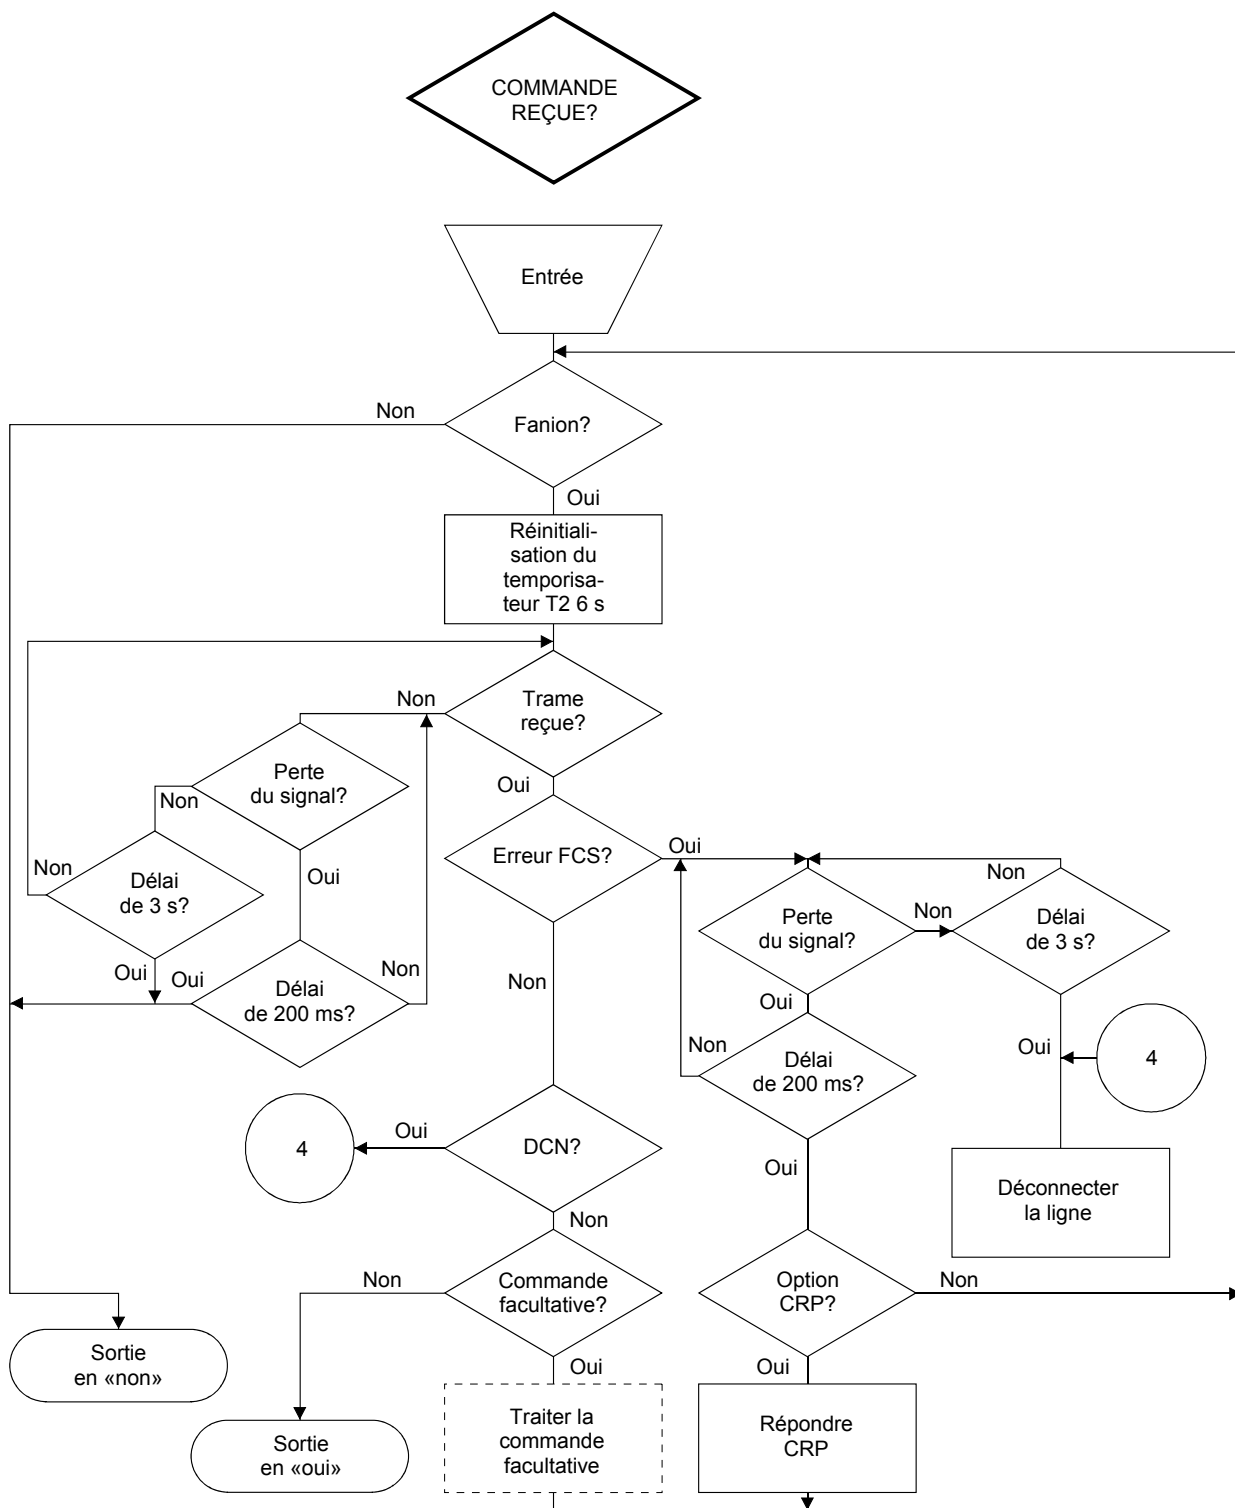 COMMANDE
REÇUE?
Entrée
Non
Fanion?
Oui
Réinitiali-
sation du
temporisa-
teur T2 6 s
Non
Trame
reçue?
Perte
du signal?
Non
Oui
Erreur FCS?
Oui
Non
Non
Délai
de 3 s?
Oui
Perte
du signal?
Non
Délai
de 3 s?
Oui
Oui
Délai
de 200 ms?
Non
Non
Oui
Non
Délai
de 200 ms?
Oui
4
4
Oui
DCN?
Oui
Déconnecter
la ligne
Non
Non
Commande
facultative?
Option
CRP?
Non
Sortie
en «non»
Oui
Oui
Traiter la
commande
facultative
Répondre
CRP
Sortie
en «oui»